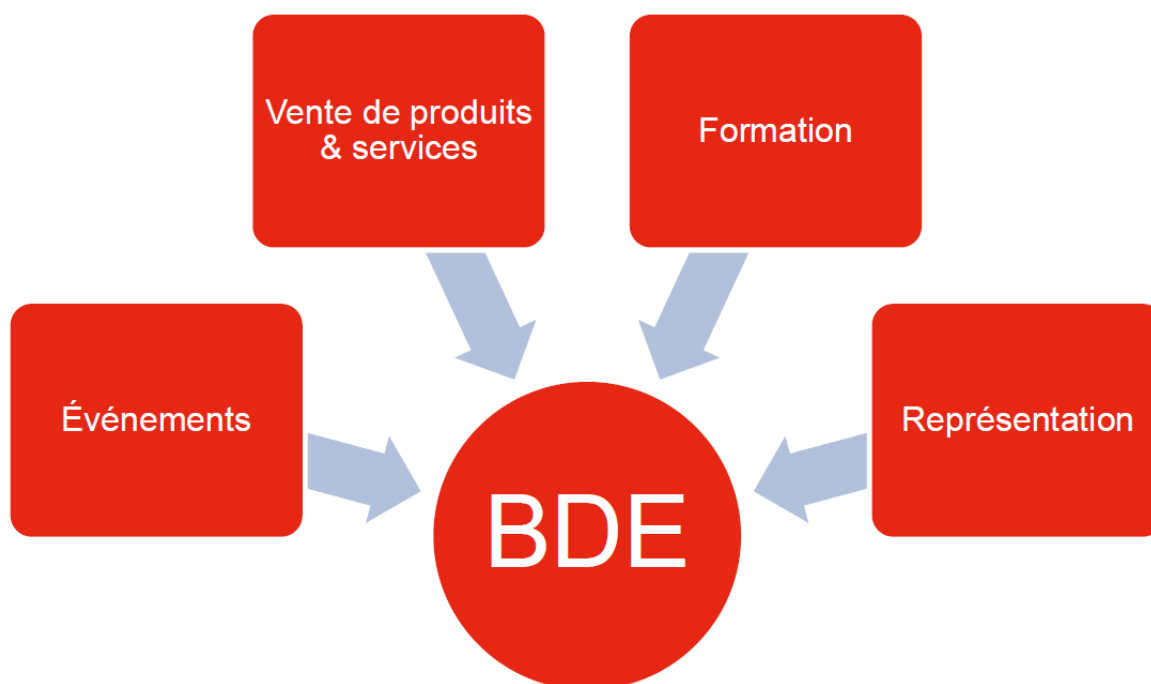 Vente de produits
& services
Formation
Événements
Représentation
BDE